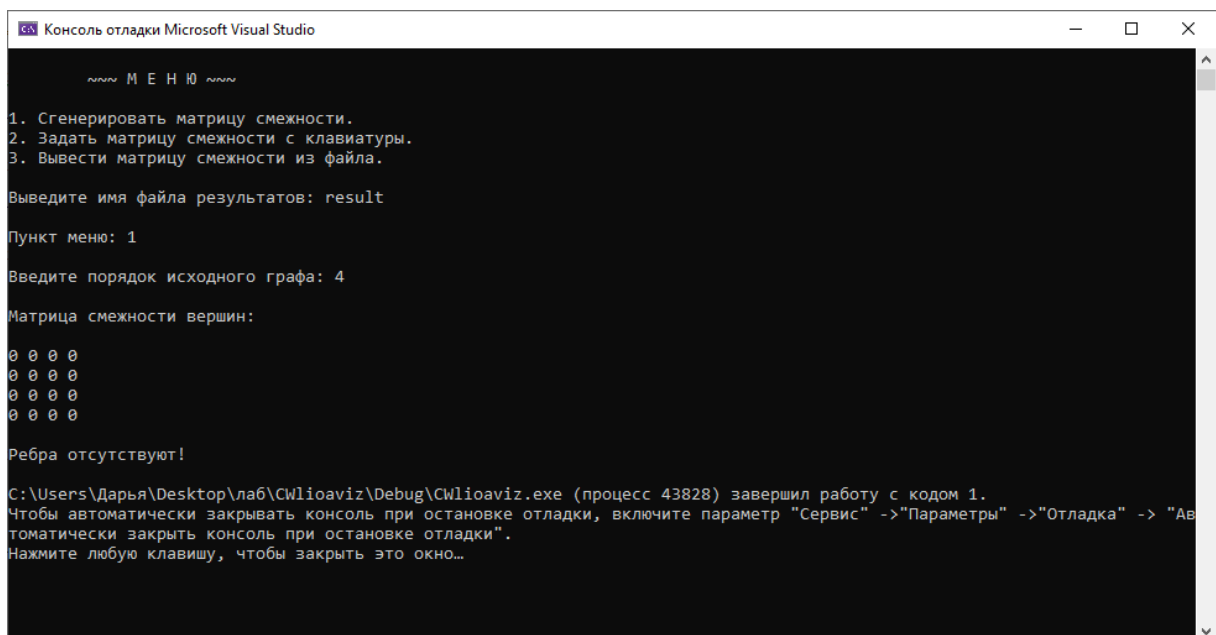 Консоль отладки Microsoft Visual Studio
~~~ М Е Н Ю ~~~
1. Сгенерировать матрицу смежности.
2. Задать матрицу смежности с клавиатуры.
3. Вывести матрицу смежности из файла.
Выведите имя файла результатов: result
Пункт меню: 1
Введите порядок исходного графа: 4
Матрица смежности вершин:
0 0 0 0
0 0 0 0
0 0 0 0
0 0 0 0
Ребра отсутствуют!
C:\Users\Дарья\Desktop\лаб\CWlioaviz\Debug\CWlioaviz.exe (процесс 43828) завершил работу с кодом 1.
Чтобы автоматически закрывать консоль при остановке отладки, включите параметр "Сервис" ->"Параметры" ->"Отладка" -> "Ав
томатически закрыть консоль при остановке отладки".
Нажмите любую клавишу, чтобы закрыть это окно…